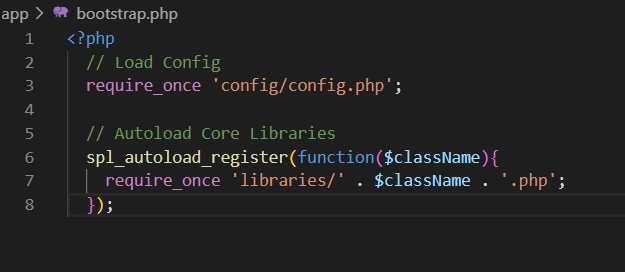 app > bootstrap.php
1 <?php
2 // Load Config
3 require_once 'config/config.php';
4
5 // Autoload Core Libraries
6 spl_autoload_register(function($className){
7 require_once 'libraries/' . $className . '.php';
8 });